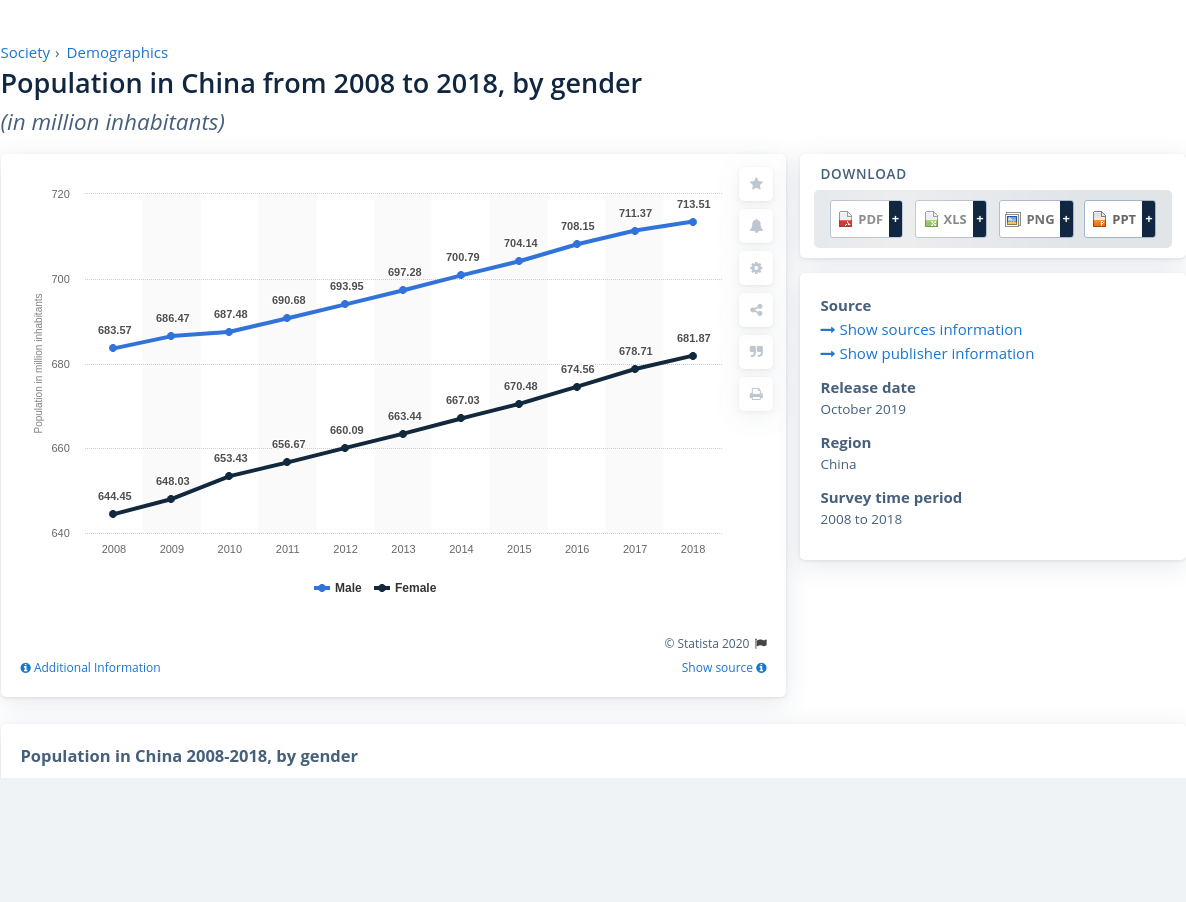 Society › Demographics
Population in China from 2008 to 2018, by gender
(in million inhabitants)
720
700
680
660
640
Population in million inhabitants
683.57 686.47 687.48 690.68 693.95 697.28 700.79 704.14 708.15 711.37 713.51
644.45 648.03 653.43 656.67 660.09 663.44 667.03 670.48 674.56 678.71 681.87
2008 2009 2010 2011 2012 2013 2014 2015 2016 2017 2018
Male Female
© Statista 2020
Additional Information
Show source
DOWNLOAD
PDF + XLS + PNG + PPT +
Source
Show sources information
Show publisher information
Release date
October 2019
Region
China
Survey time period
2008 to 2018
Population in China 2008-2018, by gender